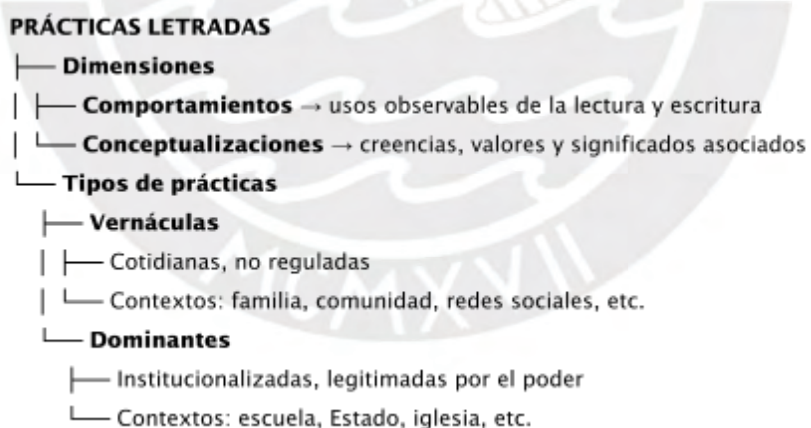 PRÁCTICAS LETRADAS
├── Dimensiones
│ ├── Comportamientos → usos observables de la lectura y escritura
│ └── Conceptualizaciones → creencias, valores y significados asociados
└── Tipos de prácticas
├── Vernáculas
│ ├── Cotidianas, no reguladas
│ └── Contextos: familia, comunidad, redes sociales, etc.
└── Dominantes
├── Institucionalizadas, legitimadas por el poder
└── Contextos: escuela, Estado, iglesia, etc.
MCMXVII